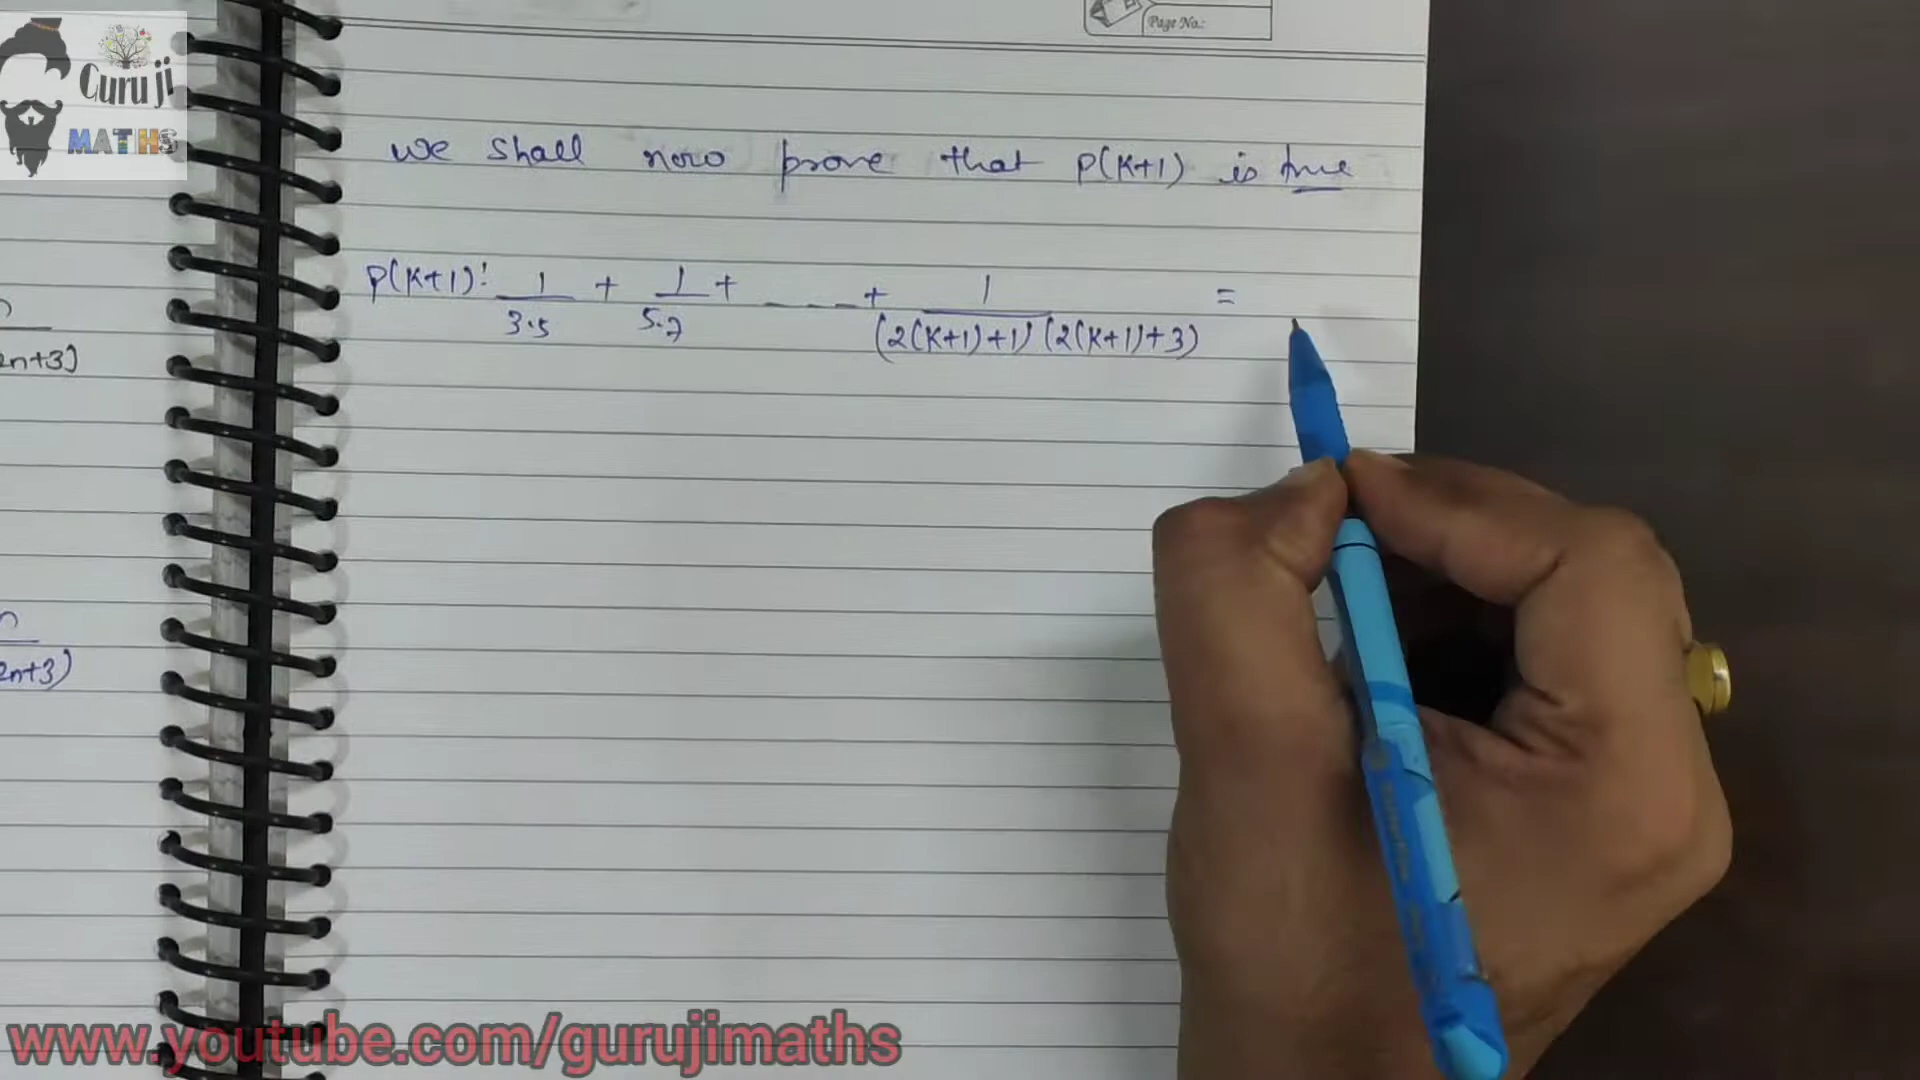 Page No.:
Guru ji
MATHS
we shall now prove that P(K+1) is true
P(K+1): 1/3.5 + 1/5.7 + _ _ _ + 1/(2(K+1)+1) (2(K+1)+3) =
2n+3)
2n+3)
www.youtube.com/gurujimaths